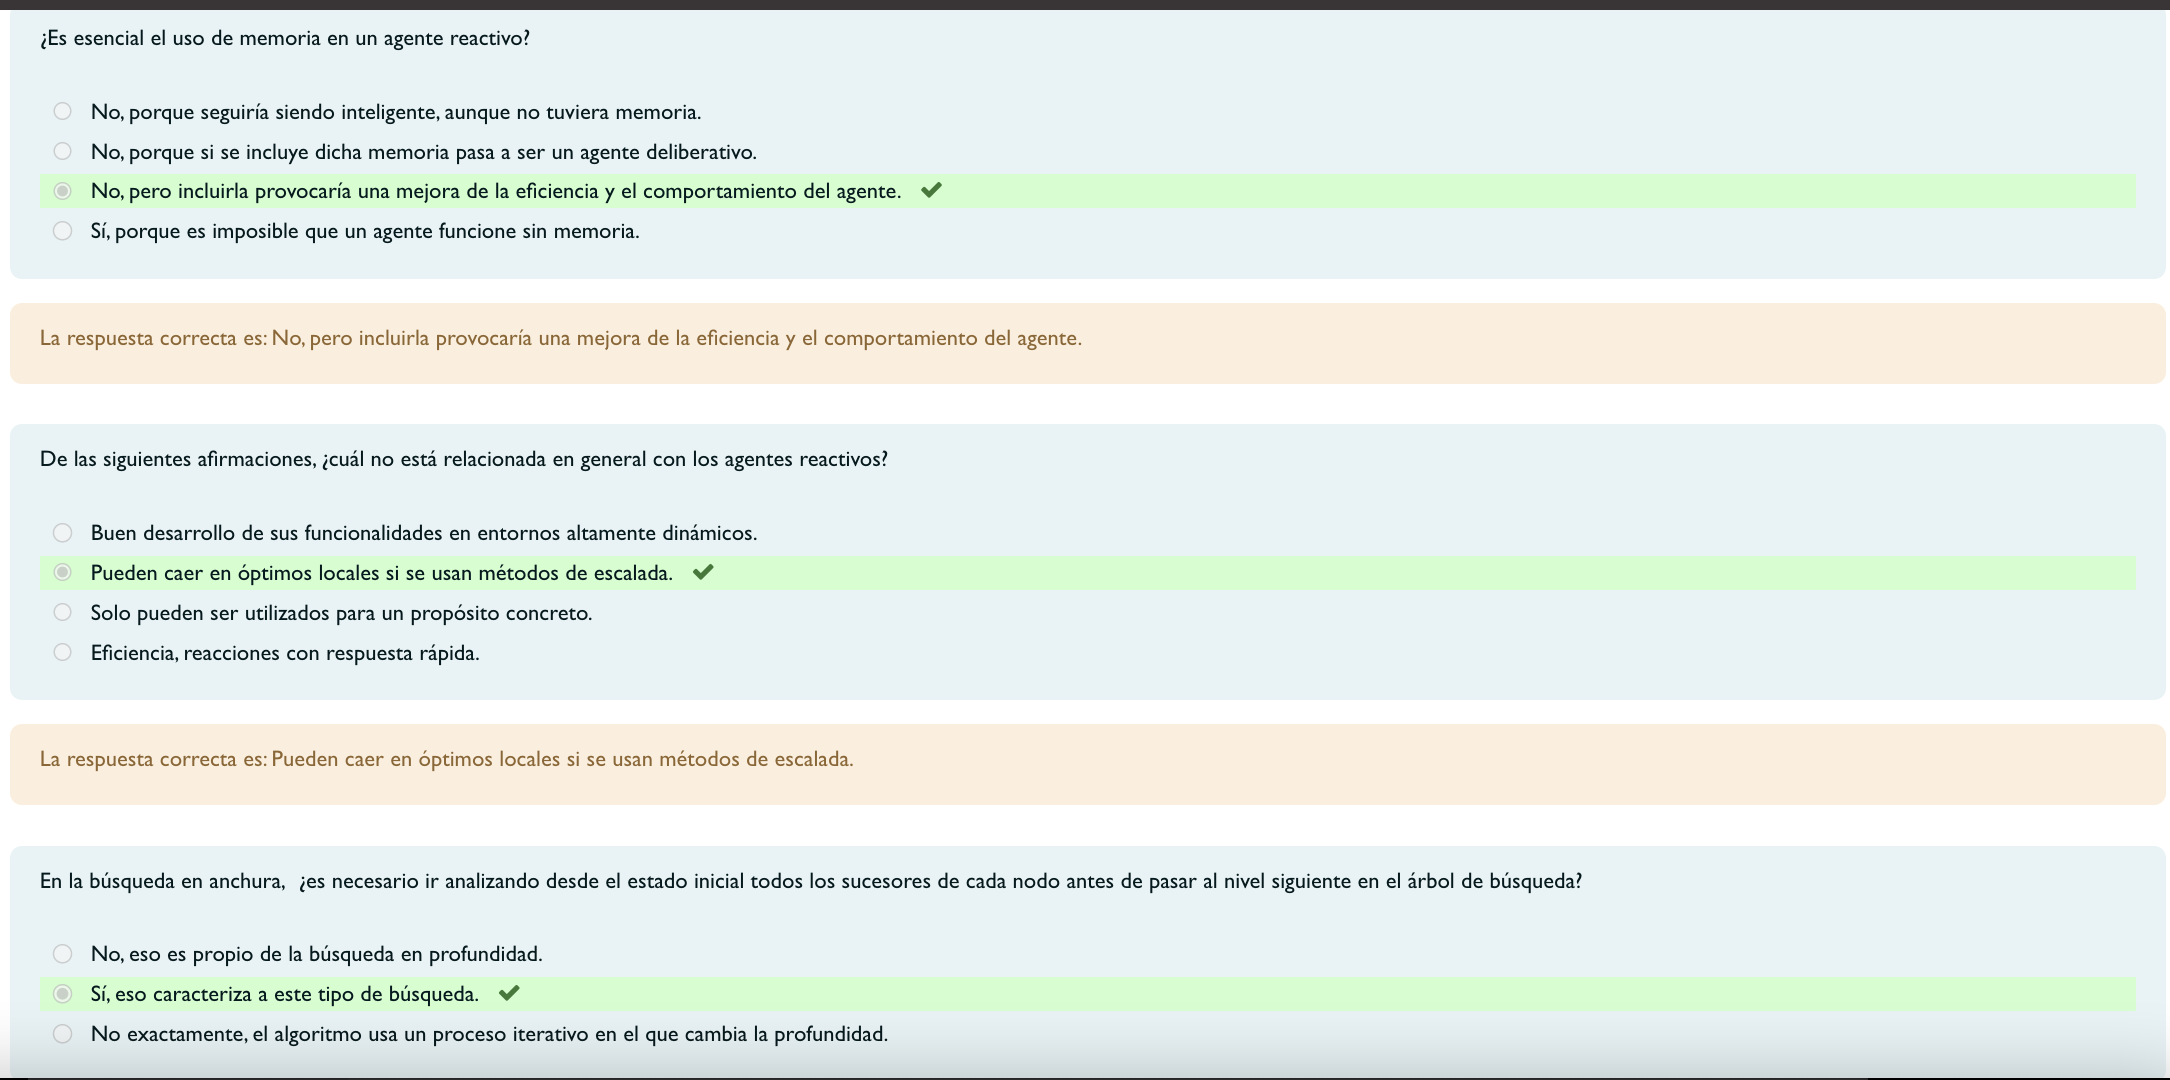 ¿Es esencial el uso de memoria en un agente reactivo?
No, porque seguiría siendo inteligente, aunque no tuviera memoria.
No, porque si se incluye dicha memoria pasa a ser un agente deliberativo.
No, pero incluirla provocaría una mejora de la eficiencia y el comportamiento del agente.
Sí, porque es imposible que un agente funcione sin memoria.
La respuesta correcta es: No, pero incluirla provocaría una mejora de la eficiencia y el comportamiento del agente.
De las siguientes afirmaciones, ¿cuál no está relacionada en general con los agentes reactivos?
Buen desarrollo de sus funcionalidades en entornos altamente dinámicos.
Pueden caer en óptimos locales si se usan métodos de escalada.
Solo pueden ser utilizados para un propósito concreto.
Eficiencia, reacciones con respuesta rápida.
La respuesta correcta es: Pueden caer en óptimos locales si se usan métodos de escalada.
En la búsqueda en anchura, ¿es necesario ir analizando desde el estado inicial todos los sucesores de cada nodo antes de pasar al nivel siguiente en el árbol de búsqueda?
No, eso es propio de la búsqueda en profundidad.
Sí, eso caracteriza a este tipo de búsqueda.
No exactamente, el algoritmo usa un proceso iterativo en el que cambia la profundidad.